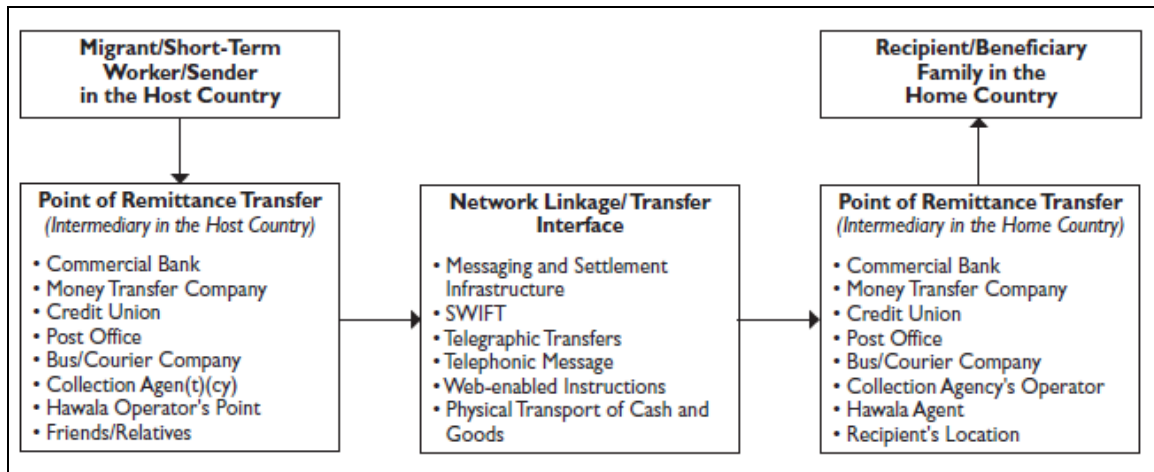 Migrant/Short-Term
Worker/Sender
in the Host Country
Recipient/Beneficiary
Family in the
Home Country
Point of Remittance Transfer
(Intermediary in the Host Country)
• Commercial Bank
• Money Transfer Company
• Credit Union
• Post Office
• Bus/Courier Company
• Collection Agen(t)(cy)
• Hawala Operator's Point
• Friends/Relatives
Network Linkage/Transfer
Interface
• Messaging and Settlement
Infrastructure
• SWIFT
• Telegraphic Transfers
• Telephonic Message
• Web-enabled Instructions
• Physical Transport of Cash and
Goods
Point of Remittance Transfer
(Intermediary in the Home Country)
• Commercial Bank
• Money Transfer Company
• Credit Union
• Post Office
• Bus/Courier Company
• Collection Agency's Operator
• Hawala Agent
• Recipient's Location